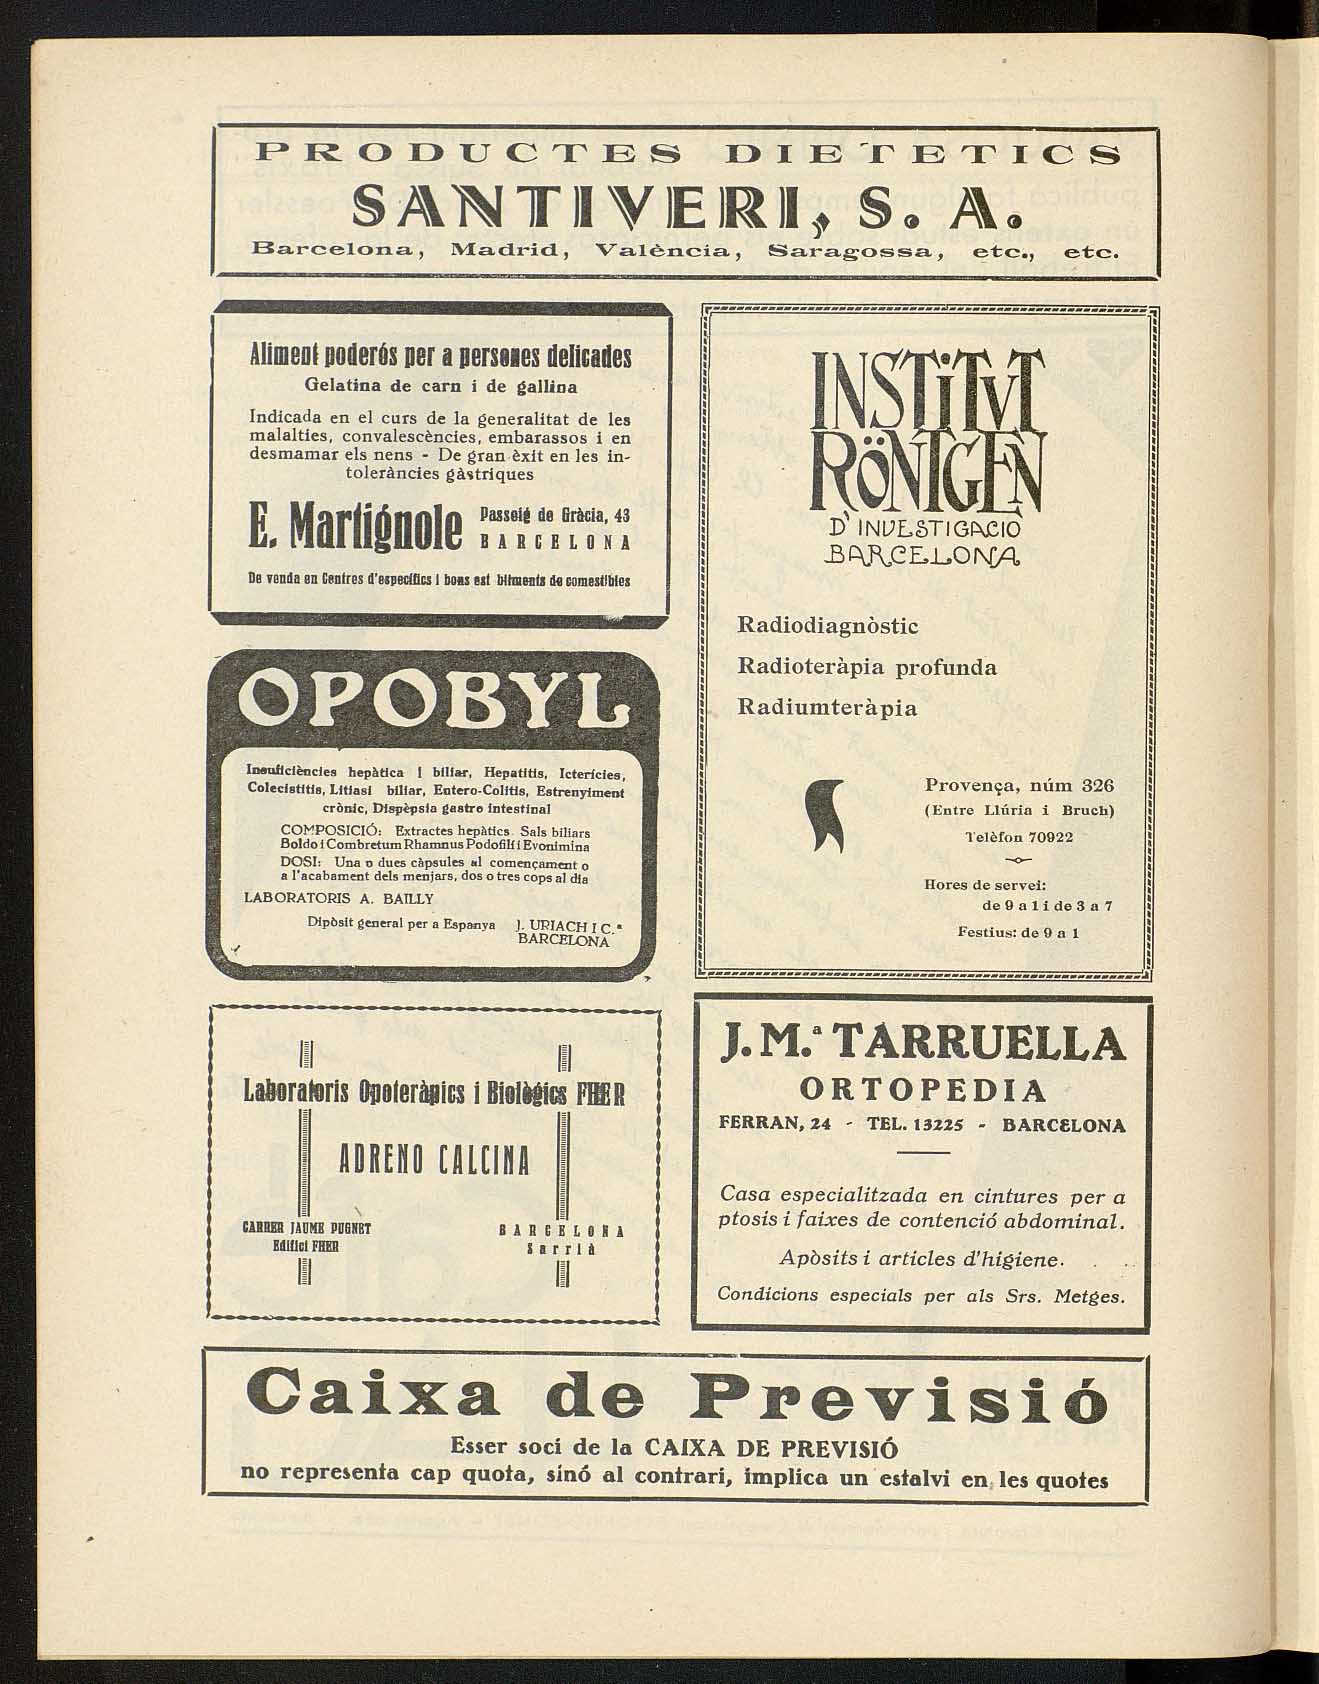 PRODUCTES DIETETICS
SANTIVERI, S. A.
Barcelona, Madrid, València, Saragossa, etc., etc.
Aliment poderós per a persones delicades
Gelatina de carn i de gallina
Indicada en el curs de la generalitat de les
malalties, convalescències, embarassos i en
desmamar els nens - De gran èxit en les in-
toleràncies gàstriques
E. Martignole
Passeig de Gràcia, 43
BARCELONA
De venda en Centres d'específics i bons est bliments de comestibles
OPOBYL
Insuficiències hepàtica i biliar, Hepatitis, Icterícies,
Colecistitis, Litiasi biliar, Entero-Colitis, Estrenyiment
crònic, Dispèpsia gastro intestinal
COMPOSICIÓ: Extractes hepàtics. Sals biliars
Boldo i Combretum Rhamnus Podofilí i Evonimina
DOSI: Una o dues càpsules al començament o
a l'acabament dels menjars, dos o tres cops al dia
LABORATORIS A. BAILLY
Dipòsit general per a Espanya
J. URIACH I C.ª
BARCELONA
Laboratoris Opoteràpics i Biològics FHER
ADRENO CALCINA
CARRER JAUME PUGNET
Edifici FHER
BARCELONA
Sarrià
INSTITVT
RÖNTGEN
D'INVESTIGACIO
BARCELONA
Radiodiagnòstic
Radioteràpia profunda
Radiumteràpia
Provença, núm 326
(Entre Llúria i Bruch)
Telèfon 70922
Hores de servei:
de 9 a 1 i de 3 a 7
Festius: de 9 a 1
J. M.ª TARRUELLA
ORTOPEDIA
FERRAN, 24 - TEL. 13225 - BARCELONA
Casa especialitzada en cintures per a
ptosis i faixes de contenció abdominal.
Apòsits i articles d'higiene.
Condicions especials per als Srs. Metges.
Caixa de Previsió
Esser soci de la CAIXA DE PREVISIÓ
no representa cap quota, sinó al contrari, implica un estalvi en les quotes